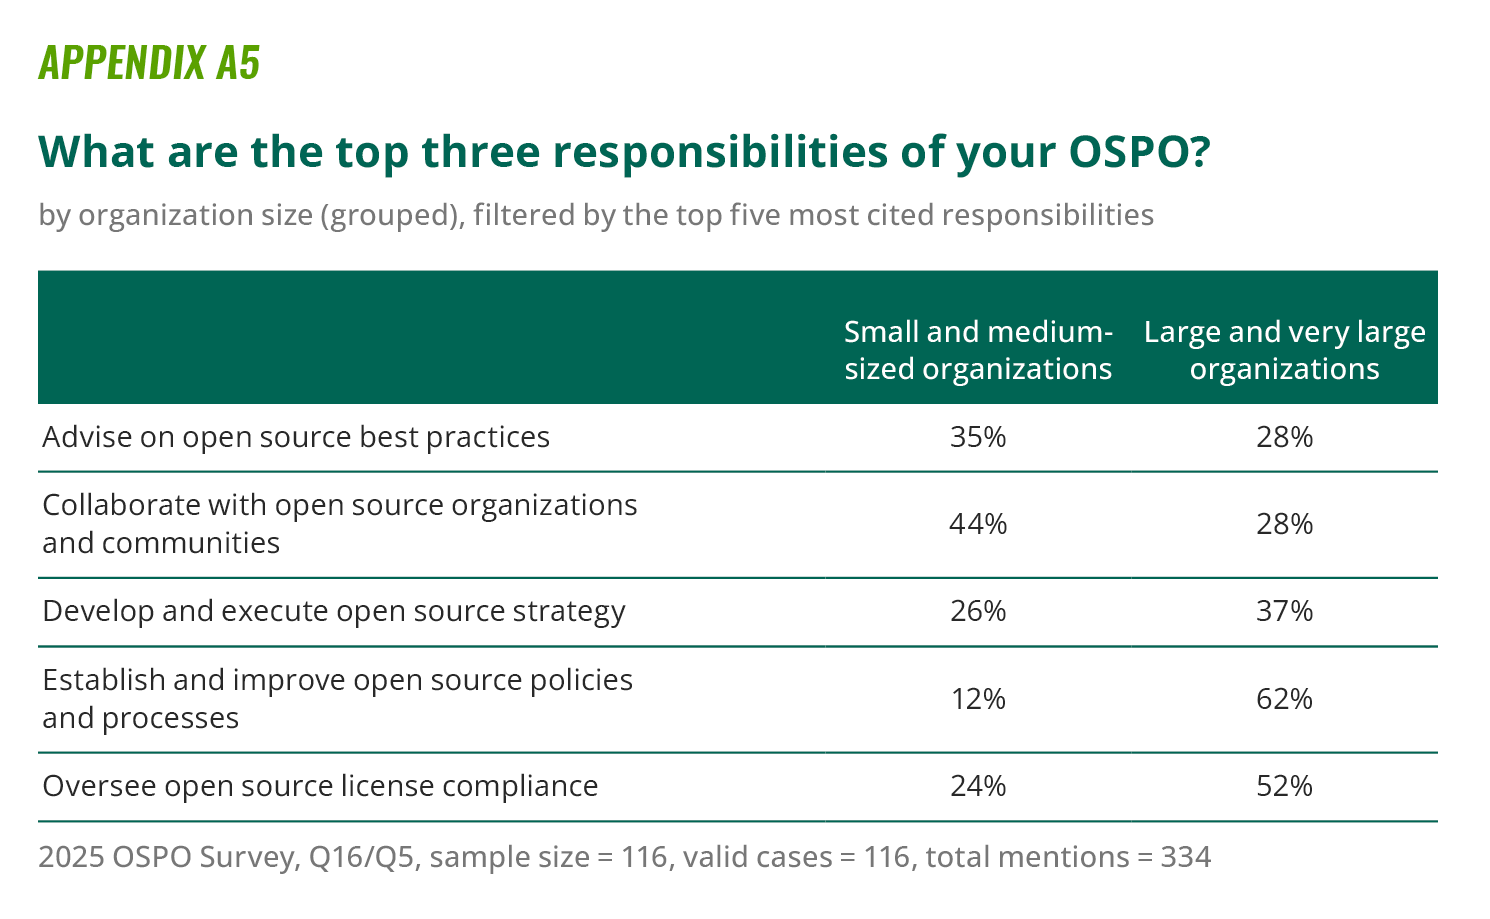 APPENDIX A5
What are the top three responsibilities of your OSPO?
by organization size (grouped), filtered by the top five most cited responsibilities
Small and medium-
sized organizations
Large and very large
organizations
Advise on open source best practices 35% 28%
Collaborate with open source organizations
and communities 44% 28%
Develop and execute open source strategy 26% 37%
Establish and improve open source policies
and processes 12% 62%
Oversee open source license compliance 24% 52%
2025 OSPO Survey, Q16/Q5, sample size = 116, valid cases = 116, total mentions = 334